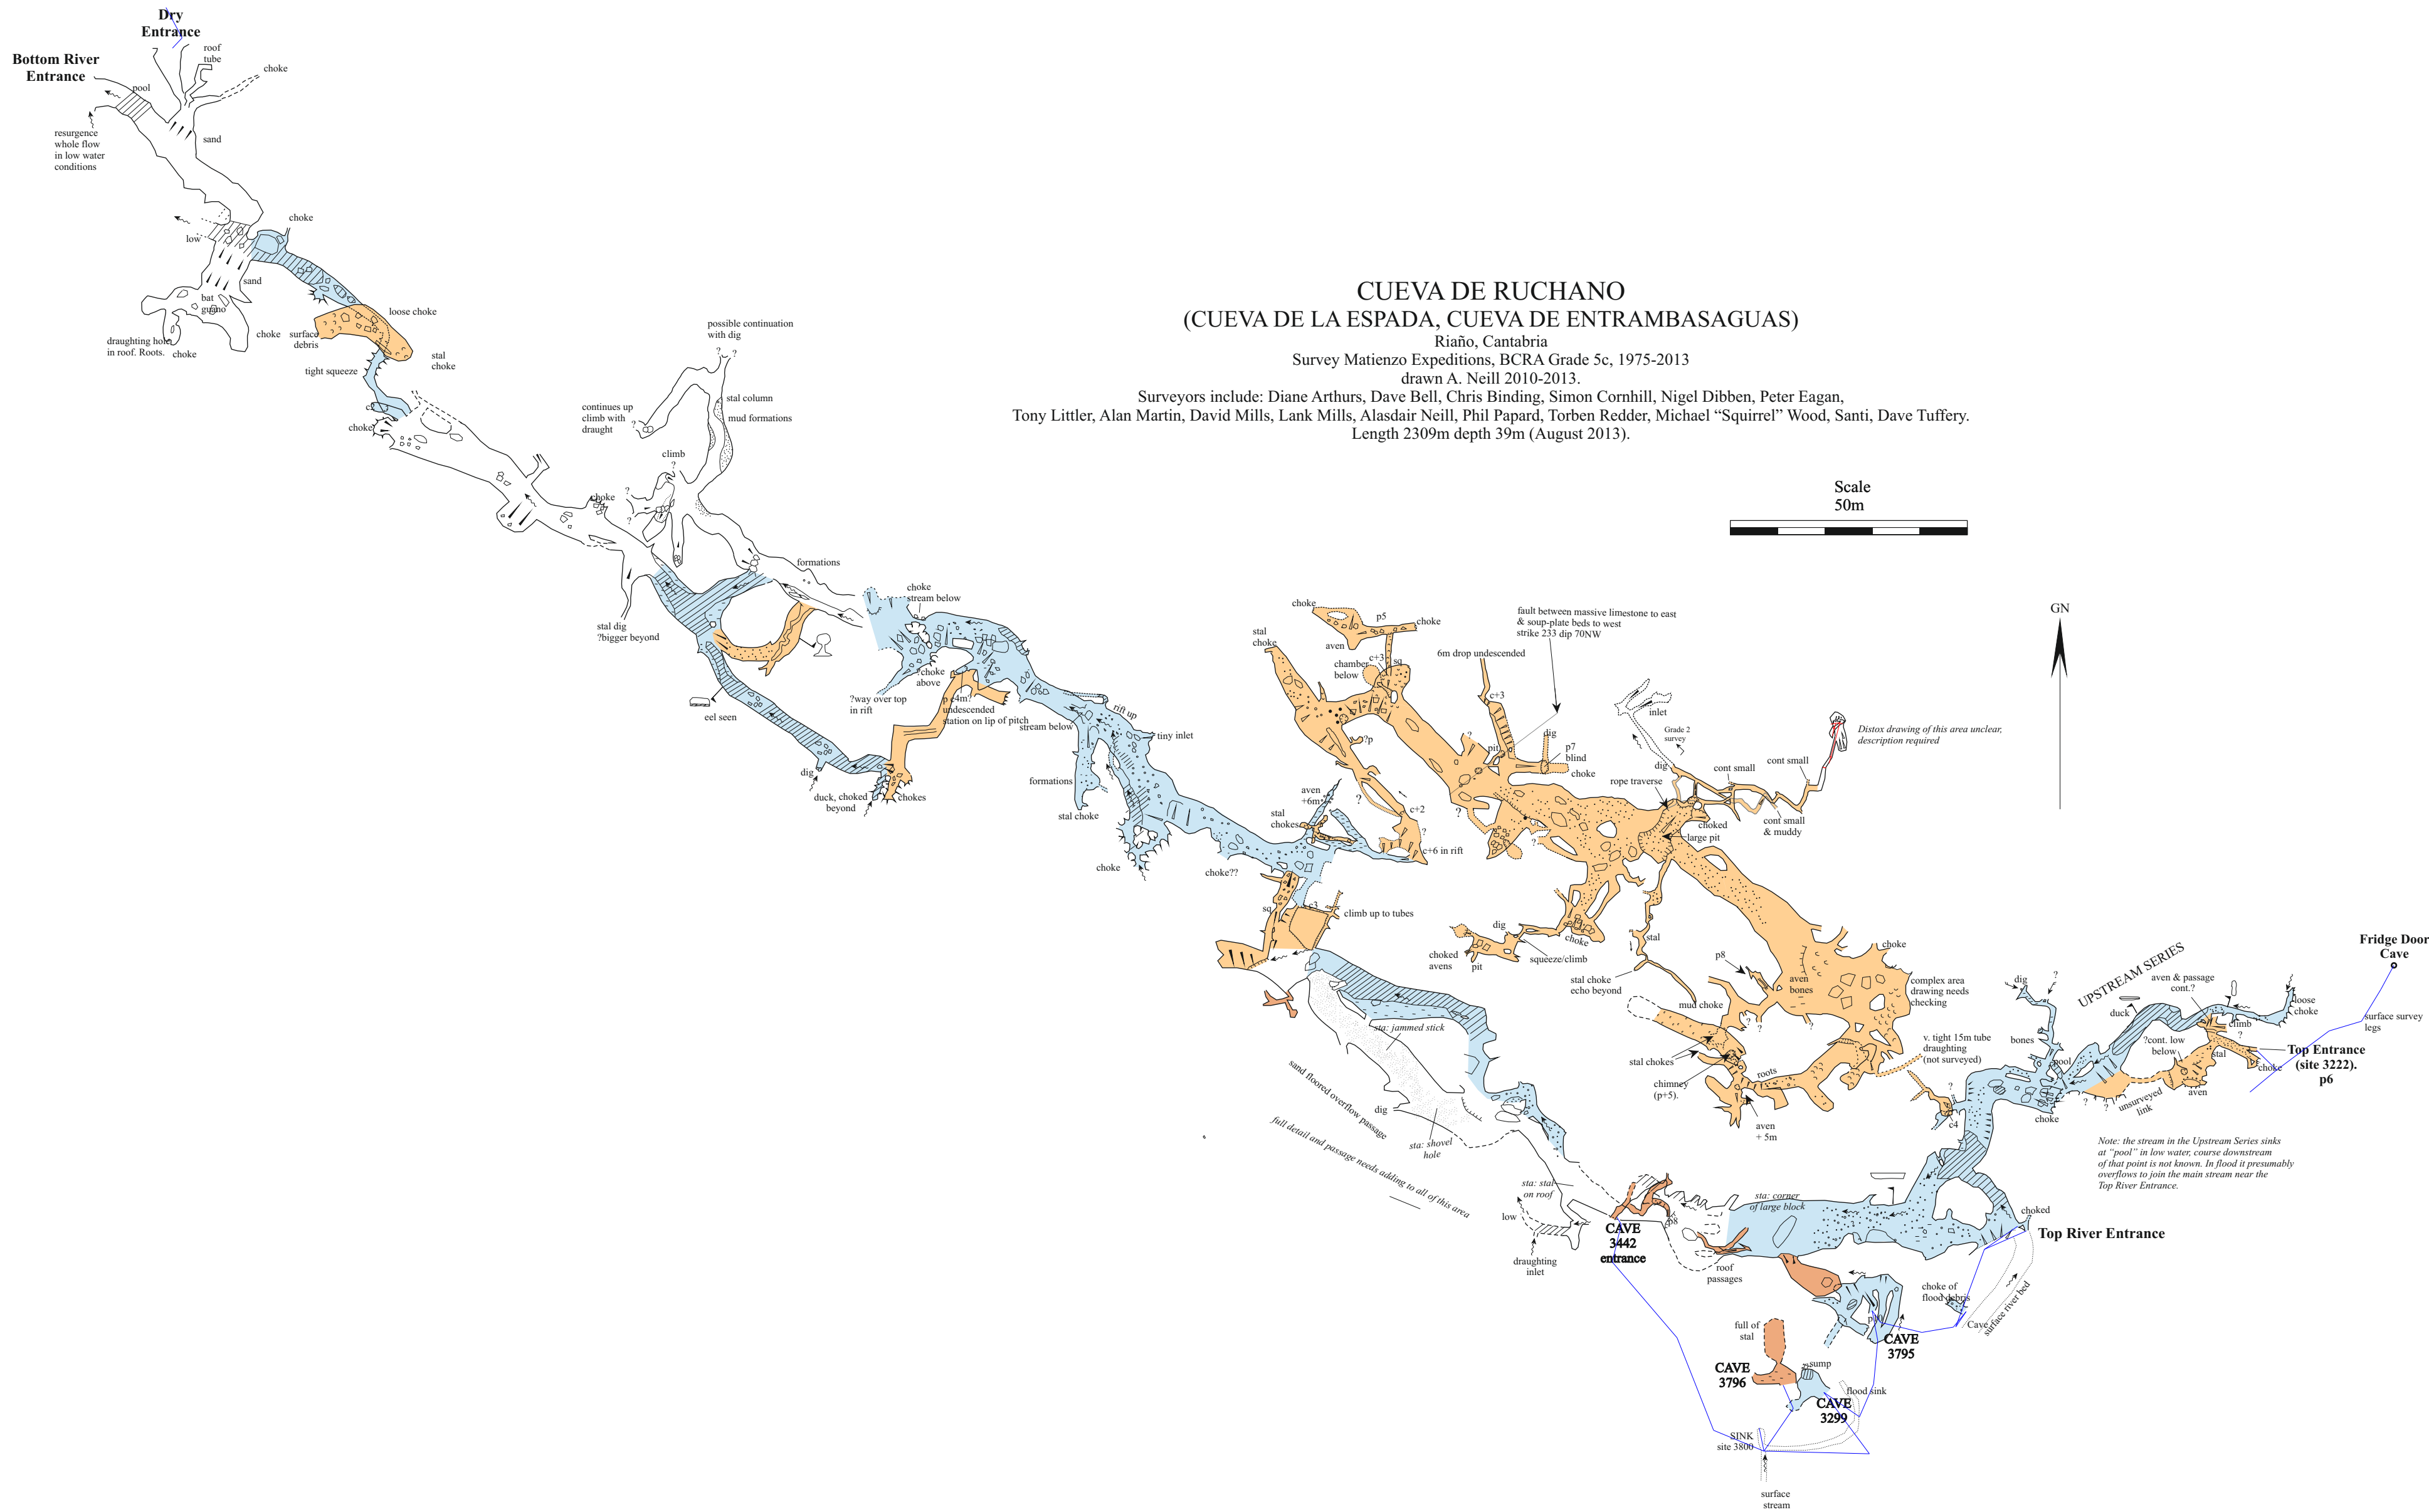 Dry
Entrance
Bottom River
Entrance
roof
tube
choke
pool
resurgence
whole flow
in low water
conditions
sand
choke
low
sand
bat
guano
draughting hole
in roof. Roots.
choke
choke
surface
debris
loose choke
stal
choke
tight squeeze
choke
possible continuation
with dig
? ?
continues up
climb with
draught
?
stal column
mud formations
climb
?
choke
?
?
formations
stal dig
?bigger beyond
eel seen
dig
duck, choked
beyond
chokes
choke
stream below
?choke
above
?way over top
in rift
undescended
station on lip of pitch
stream below
rift up
tiny inlet
formations
stal choke
choke
choke??
CUEVA DE RUCHANO
(CUEVA DE LA ESPADA, CUEVA DE ENTRAMBASAGUAS)
Riaño, Cantabria
Survey Matienzo Expeditions, BCRA Grade 5c, 1975-2013
drawn A. Neill 2010-2013.
Surveyors include: Diane Arthurs, Dave Bell, Chris Binding, Simon Cornhill, Nigel Dibben, Peter Eagan,
Tony Littler, Alan Martin, David Mills, Lank Mills, Alasdair Neill, Phil Papard, Torben Redder, Michael “Squirrel” Wood, Santi, Dave Tuffery.
Length 2309m depth 39m (August 2013).
Scale
50m
GN
choke
p5
choke
aven
stal
choke
chamber
below
c+3
sq
6m drop undescended
c+3
fault between massive limestone to east
& soup-plate beds to west
strike 233 dip 70NW
?p
?
pit
dig
p7
blind
choke
inlet
Grade 2
survey
dig
rope traverse
cont small
cont small
Distox drawing of this area unclear,
description required
cont small
& muddy
choked
large pit
aven
+6m
?
c+2
?
stal
chokes
c+6 in rift
?
?
sq
c3
climb up to tubes
dig
choke
choked
avens
pit
squeeze/climb
stal
stal choke
echo beyond
p8
aven
bones
choke
complex area
drawing needs
checking
mud choke
?
?
?
stal chokes
chimney
(p+5).
roots
aven
+ 5m
v. tight 15m tube
draughting
(not surveyed)
?
c4
sta: jammed stick
sand floored overflow passage
dig
sta: shovel
hole
full detail and passage needs adding to all of this area
sta: stal
on roof
low
draughting
inlet
CAVE
3442
entrance
p8
roof
passages
sta: corner
of large block
choked
Top River Entrance
dig
?
bones
pool
choke
UPSTREAM SERIES
duck
aven & passage
cont.?
climb
?
loose
choke
?cont. low
below
stal
choke
aven
unsurveyed
link
?
?
Top Entrance
(site 3222).
p6
Fridge Door
Cave
surface survey
legs
Note: the stream in the Upstream Series sinks
at “pool” in low water, course downstream
of that point is not known. In flood it presumably
overflows to join the main stream near the
Top River Entrance.
choke of
flood debris
Cave
surface river bed
CAVE
3795
full of
stal
CAVE
3796
sump
flood sink
CAVE
3299
SINK
site 3800
surface
stream